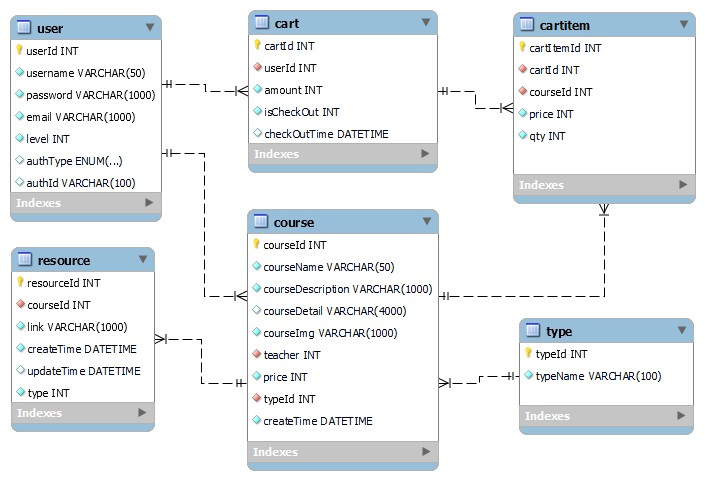 user
userId INT
username VARCHAR(50)
password VARCHAR(1000)
email VARCHAR(1000)
level INT
authType ENUM(...)
authId VARCHAR(100)
Indexes
cart
cartId INT
userId INT
amount INT
isCheckOut INT
checkOutTime DATETIME
Indexes
cartitem
cartItemId INT
cartId INT
courseId INT
price INT
qty INT
Indexes
resource
resourceId INT
courseId INT
link VARCHAR(1000)
createTime DATETIME
updateTime DATETIME
type INT
Indexes
course
courseId INT
courseName VARCHAR(50)
courseDescription VARCHAR(1000)
courseDetail VARCHAR(4000)
courseImg VARCHAR(1000)
teacher INT
price INT
typeId INT
createTime DATETIME
Indexes
type
typeId INT
typeName VARCHAR(100)
Indexes